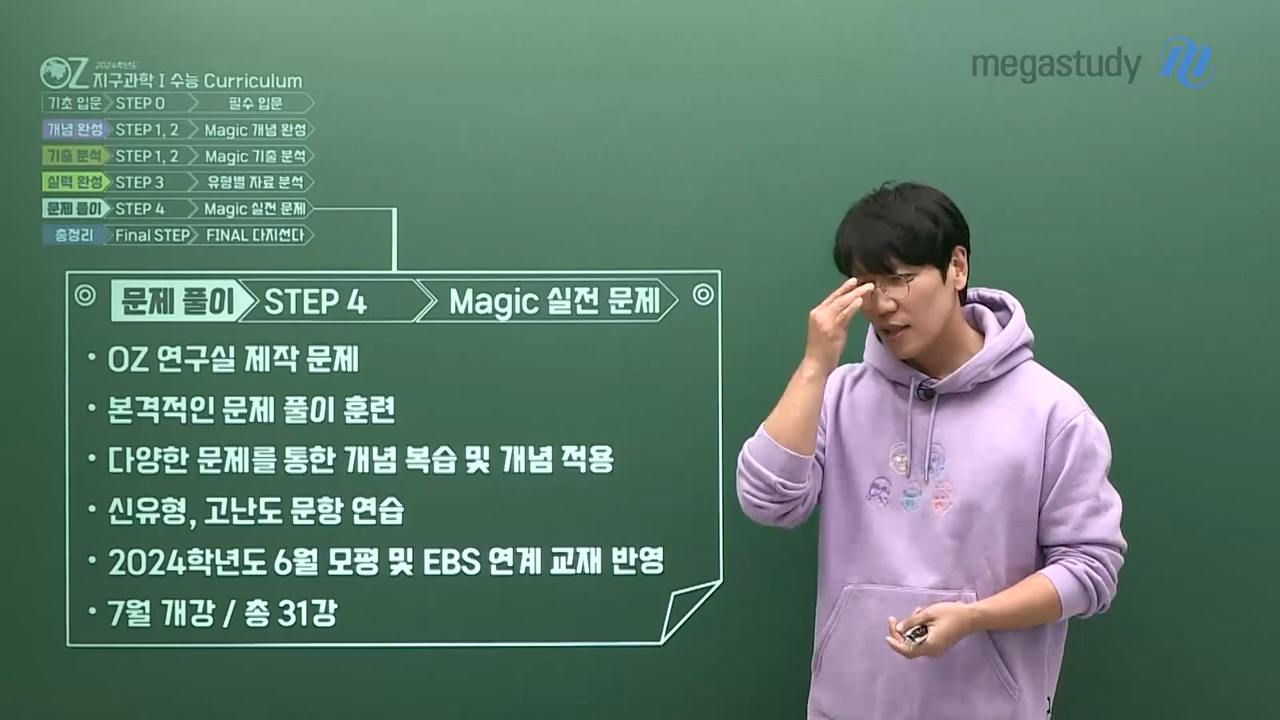 megastudy
OZ 2024학년도
지구과학 I 수능 Curriculum
기초 입문 STEP 0 필수 입문
개념 완성 STEP 1, 2 Magic 개념 완성
기출 분석 STEP 1, 2 Magic 기출 분석
실력 완성 STEP 3 유형별 자료 분석
문제 풀이 STEP 4 Magic 실전 문제
총정리 Final STEP FINAL 다지선다
문제 풀이 STEP 4 Magic 실전 문제
• OZ 연구실 제작 문제
• 본격적인 문제 풀이 훈련
• 다양한 문제를 통한 개념 복습 및 개념 적용
• 신유형, 고난도 문항 연습
• 2024학년도 6월 모평 및 EBS 연계 교재 반영
• 7월 개강 / 총 31강